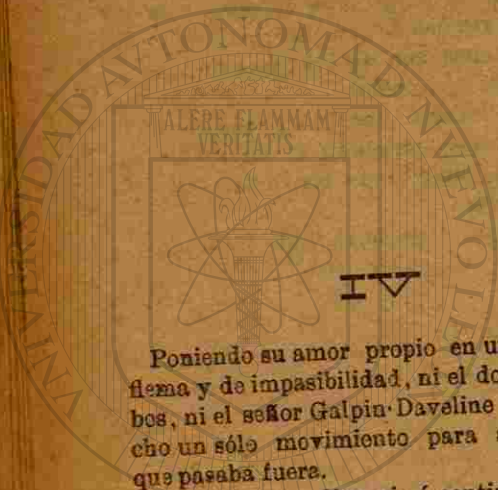 UNIVERSIDAD AUTONOMA DE NUEVO LEON
ALERE FLAMMAM
VERITATIS
IV
Poniendo su amor propio en u
flema y de impasibilidad, ni el do
bos, ni el señor Galpin-Daveline
cho un sólo movimiento para
que pasaba fuera.